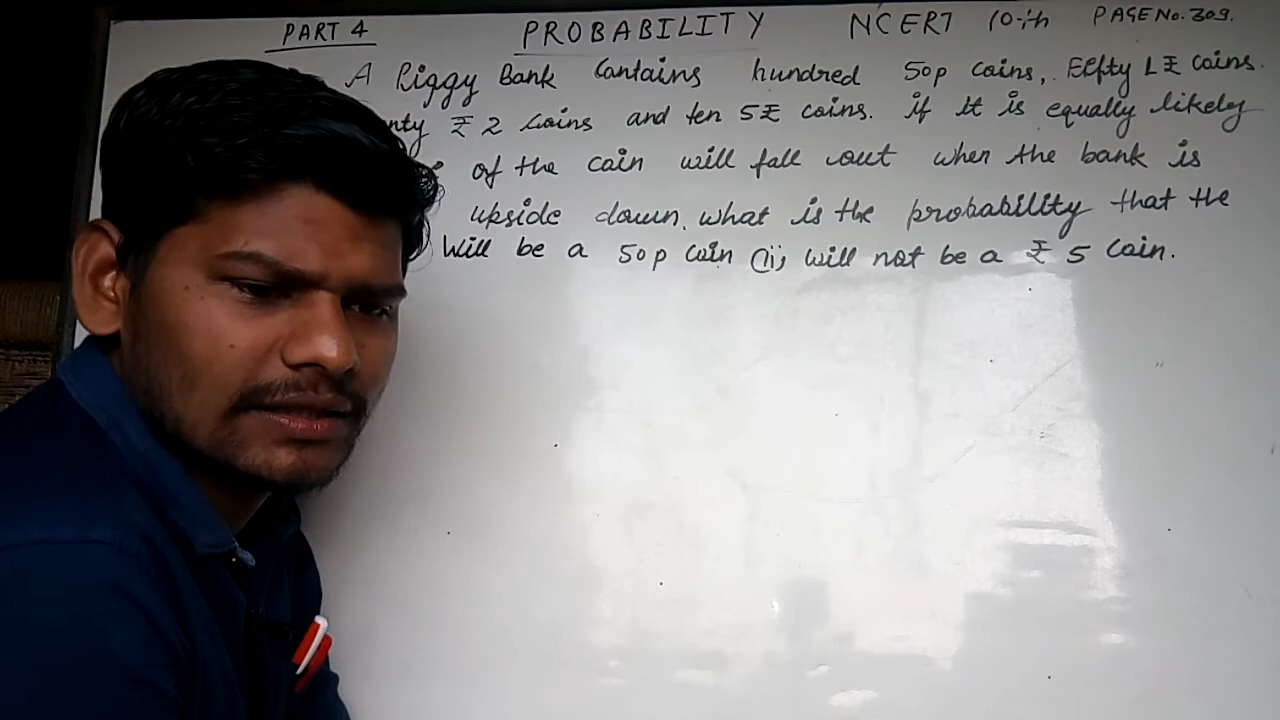 PART 4 PROBABILITY NCERT 10th PAGE No. 309.
A Piggy Bank Contains hundred 50p coins, Fifty 1₹ coins.
nty ₹ 2 coins and ten 5₹ coins. if it is equally likely
of the cain will fall out when the bank is
upside down, what is the probability that the
will be a 50p coin (ii) will not be a ₹ 5 coin.